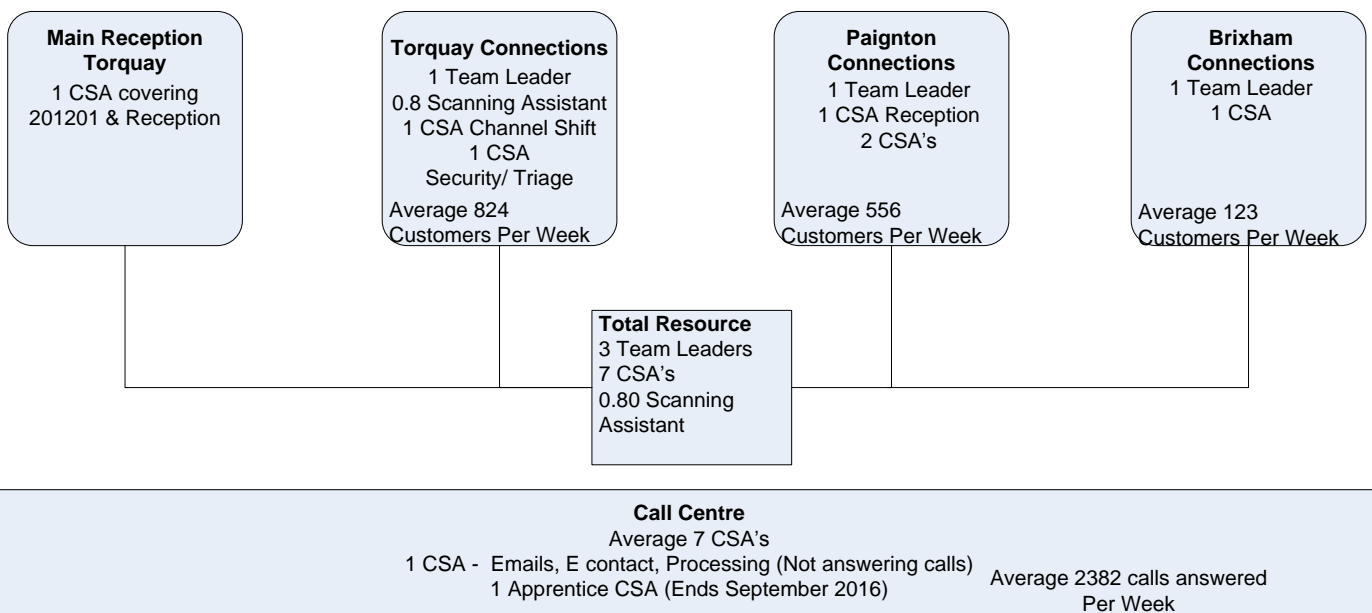 Main Reception
Torquay
1 CSA covering
201201 & Reception
Torquay Connections
1 Team Leader
0.8 Scanning Assistant
1 CSA Channel Shift
1 CSA
Security/ Triage
Average 824
Customers Per Week
Paignton
Connections
1 Team Leader
1 CSA Reception
2 CSA's
Average 556
Customers Per Week
Brixham
Connections
1 Team Leader
1 CSA
Average 123
Customers Per Week
Total Resource
3 Team Leaders
7 CSA's
0.80 Scanning
Assistant
Call Centre
Average 7 CSA's
1 CSA -  Emails, E contact, Processing (Not answering calls)
1 Apprentice CSA (Ends September 2016)
Average 2382 calls answered
Per Week